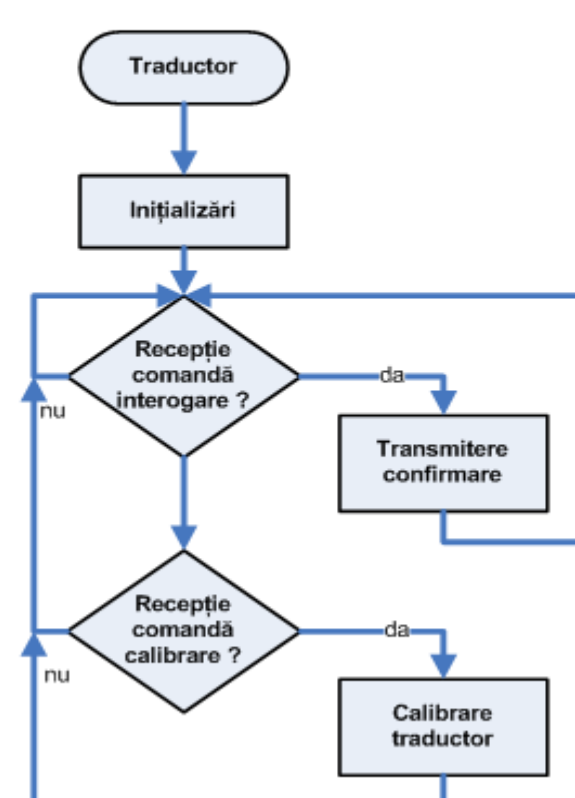 Traductor
Inițializări
Recepție
comandă
interogare ?
da
nu
Transmitere
confirmare
Recepție
comandă
calibrare ?
da
nu
Calibrare
traductor